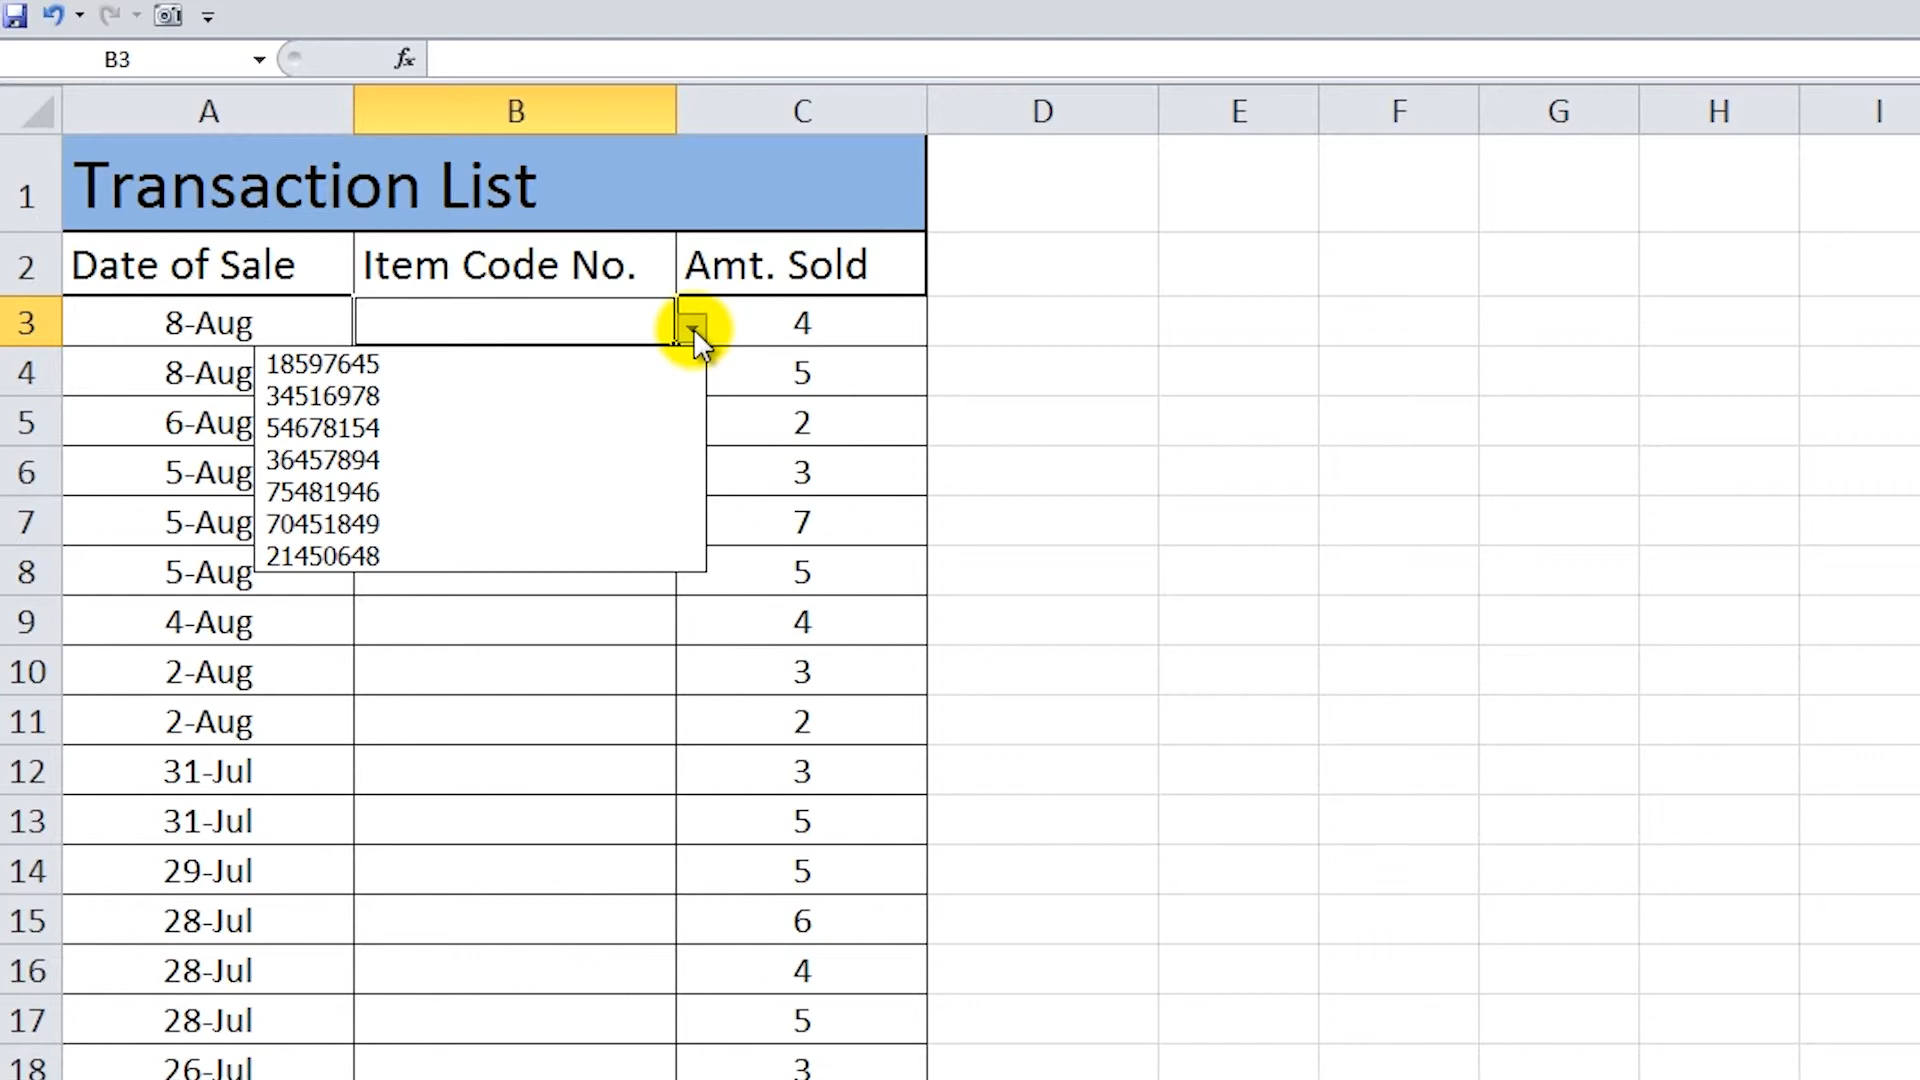 B3 fx
A B C D E F G H I
1 Transaction List
2 Date of Sale Item Code No. Amt. Sold
3 8-Aug 4
4 8-Aug 5
5 6-Aug 2
6 5-Aug 3
7 5-Aug 7
8 5-Aug 5
18597645
34516978
54678154
36457894
75481946
70451849
21450648
9 4-Aug 4
10 2-Aug 3
11 2-Aug 2
12 31-Jul 3
13 31-Jul 5
14 29-Jul 5
15 28-Jul 6
16 28-Jul 4
17 28-Jul 5
18 26-Jul 3